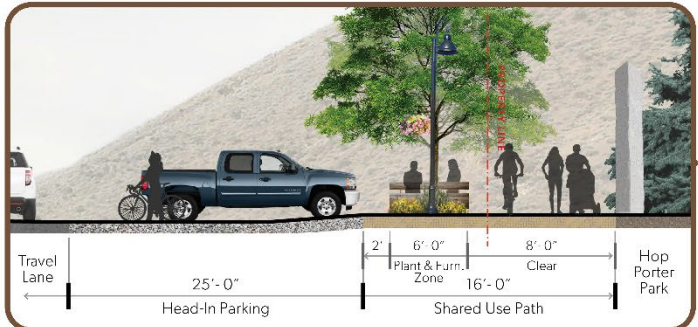 PROPERTY LINE
2'
6'- 0"
8'- 0"
Travel
Lane
Plant & Furn.
Zone
Clear
Hop
Porter
Park
25'- 0"
16'- 0"
Head-In Parking
Shared Use Path